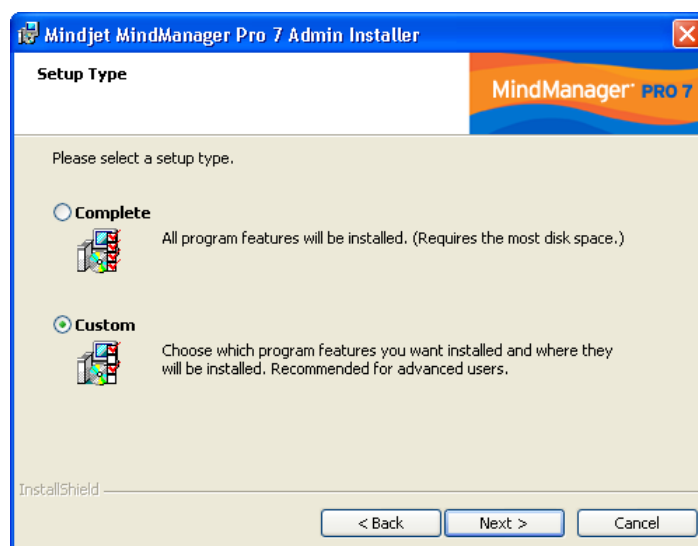 Mindjet MindManager Pro 7 Admin Installer
Setup Type
MindManager® PRO 7
Please select a setup type.
Complete
All program features will be installed. (Requires the most disk space.)
Custom
Choose which program features you want installed and where they
will be installed. Recommended for advanced users.
InstallShield
< Back
Next >
Cancel